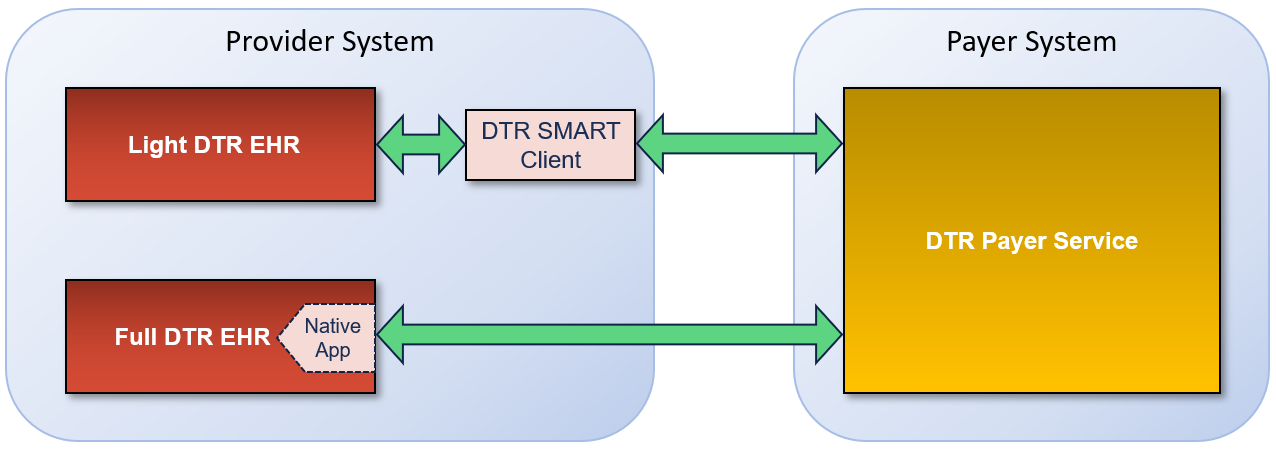 Provider System
Payer System
Light DTR EHR
DTR SMART
Client
DTR Payer Service
Full DTR EHR
Native
App